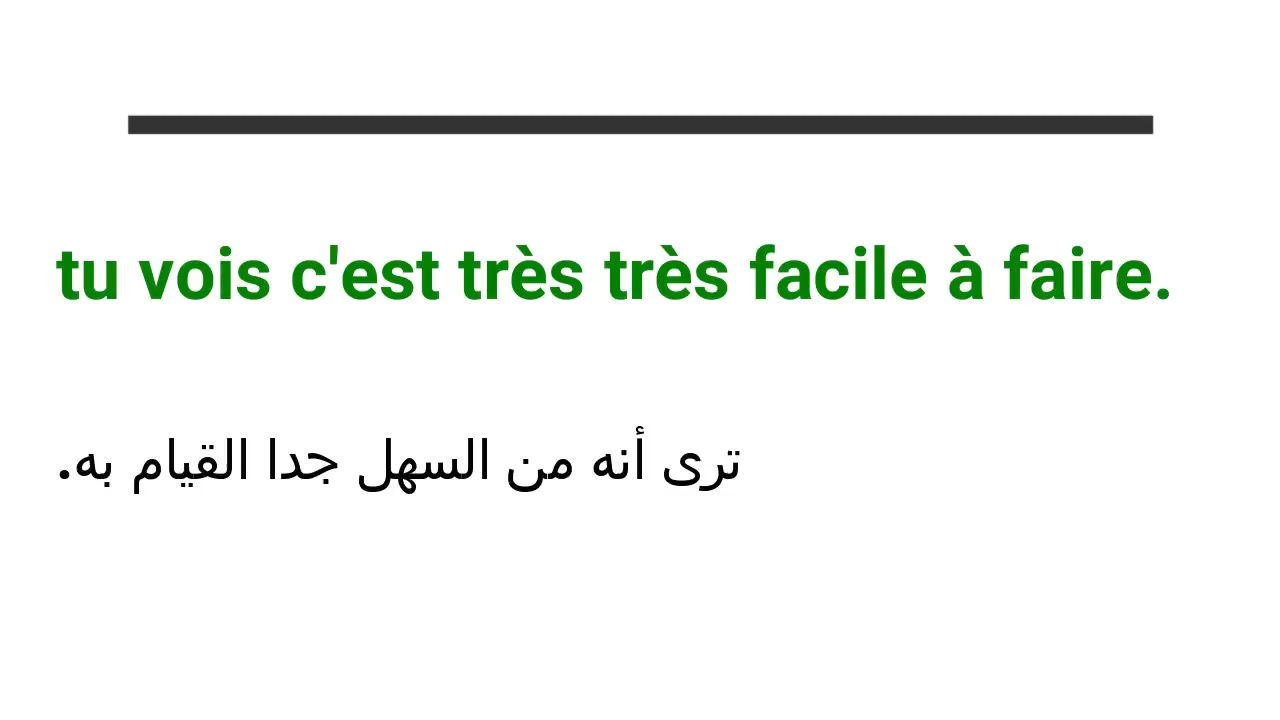 tu vois c'est très très facile à faire.
ترى أنه من السهل جدا القيام به.